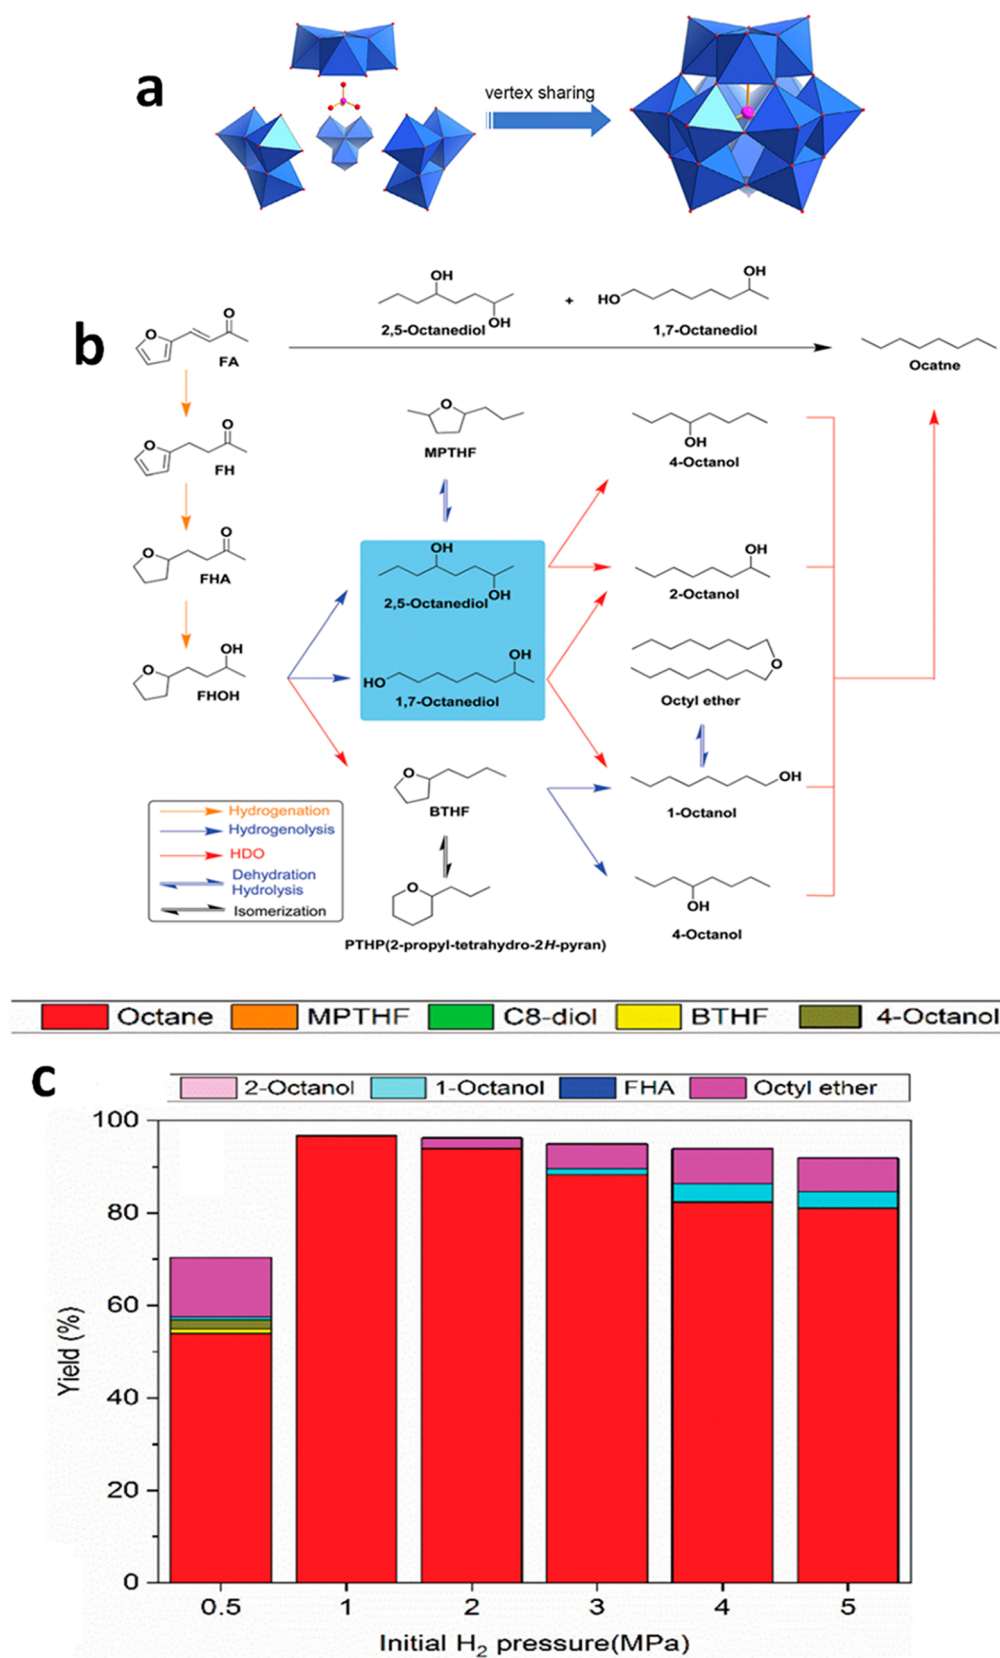 a
vertex sharing
b
OH
OH
2,5-Octanediol
+
HO
OH
1,7-Octanediol
O
O
FA
Ocatne
O
MPTHF
OH
4-Octanol
O
O
FH
O
O
FHA
OH
OH
2,5-Octanediol
OH
2-Octanol
O
OH
FHOH
HO
OH
1,7-Octanediol
O
Octyl ether
O
BTHF
OH
1-Octanol
Hydrogenation
Hydrogenolysis
HDO
Dehydration
Hydrolysis
Isomerization
O
PTHP(2-propyl-tetrahydro-2H-pyran)
OH
4-Octanol
Octane MPTHF C8-diol BTHF 4-Octanol
c
2-Octanol 1-Octanol FHA Octyl ether
100
80
60
40
20
0
Yield (%)
0.5 1 2 3 4 5
Initial H2 pressure(MPa)